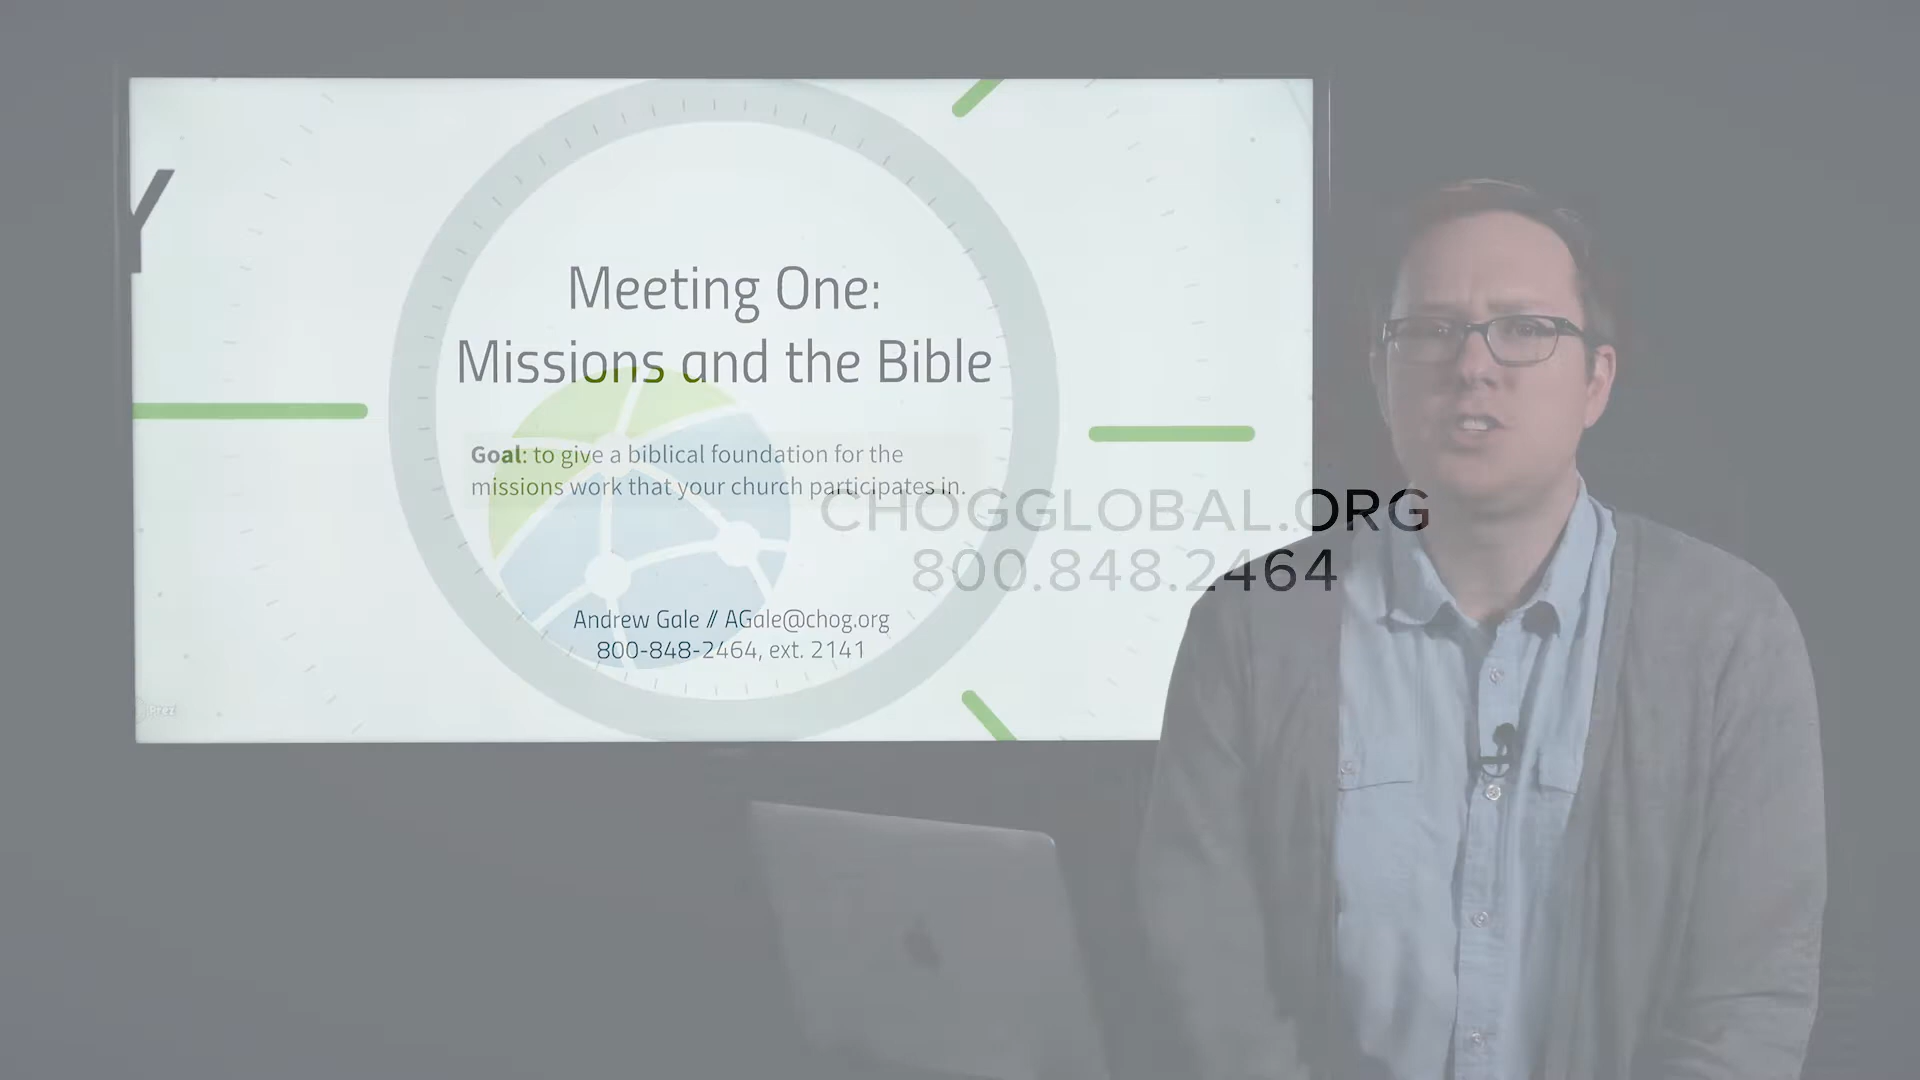 Y
Meeting One:
Missions and the Bible
Goal: to give a biblical foundation for the
missions work that your church participates in.
CHOGGLOBAL.ORG
800.848.2464
Andrew Gale // AGale@chog.org
800-848-2464, ext. 2141
Prezi